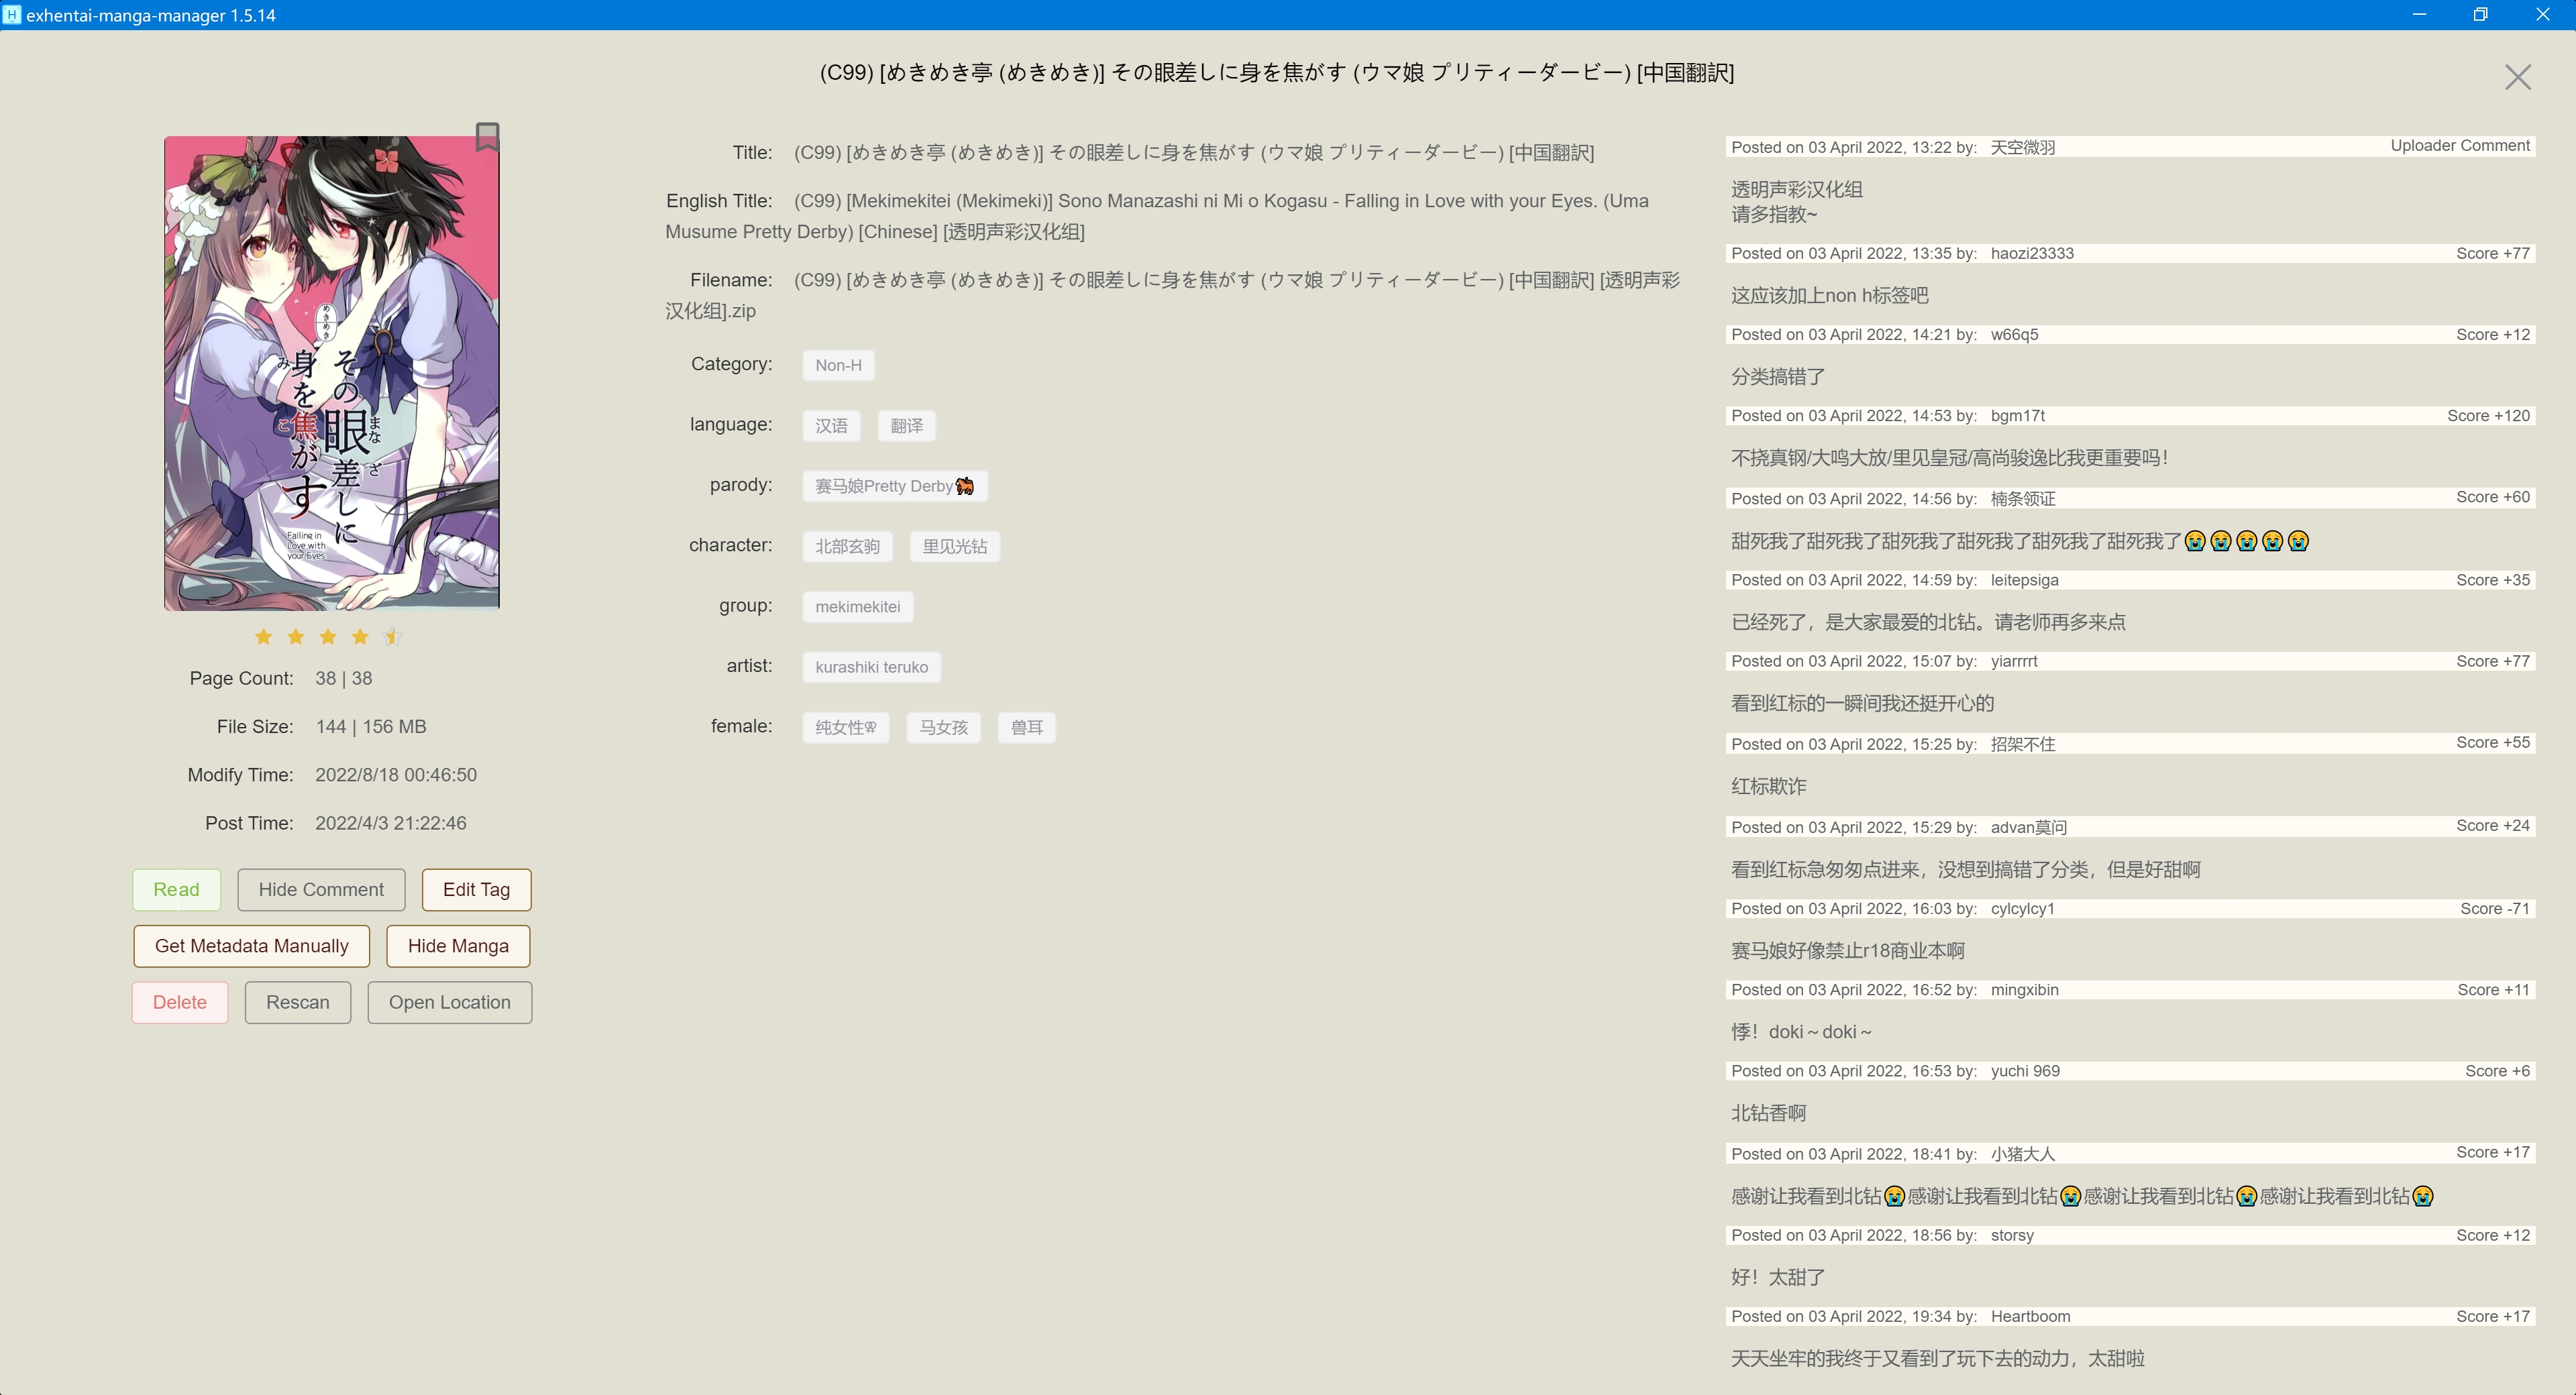 exhentai-manga-manager 1.5.14
(C99) [めきめき亭 (めきめき)] その眼差しに身を焦がす (ウマ娘 プリティーダービー) [中国翻訳]
めきめき
その眼差しに
まな
ざ
身を焦がす
み
こ
Falling in
Love with
your Eyes.
Page Count: 38 | 38
File Size: 144 | 156 MB
Modify Time: 2022/8/18 00:46:50
Post Time: 2022/4/3 21:22:46
Read Hide Comment Edit Tag
Get Metadata Manually Hide Manga
Delete Rescan Open Location
Title: (C99) [めきめき亭 (めきめき)] その眼差しに身を焦がす (ウマ娘 プリティーダービー) [中国翻訳]
English Title: (C99) [Mekimekitei (Mekimeki)] Sono Manazashi ni Mi o Kogasu - Falling in Love with your Eyes. (Uma
Musume Pretty Derby) [Chinese] [透明声彩汉化组]
Filename: (C99) [めきめき亭 (めきめき)] その眼差しに身を焦がす (ウマ娘 プリティーダービー) [中国翻訳] [透明声彩
汉化组].zip
Category: Non-H
language: 汉语 翻译
parody: 赛马娘Pretty Derby🐎
character: 北部玄驹 里见光钻
group: mekimekitei
artist: kurashiki teruko
female: 纯女性⚢ 马女孩 兽耳
Posted on 03 April 2022, 13:22 by: 天空微羽 Uploader Comment
透明声彩汉化组
请多指教~
Posted on 03 April 2022, 13:35 by: haozi23333 Score +77
这应该加上non h标签吧
Posted on 03 April 2022, 14:21 by: w66q5 Score +12
分类搞错了
Posted on 03 April 2022, 14:53 by: bgm17t Score +120
不挠真钢/大鸣大放/里见皇冠/高尚骏逸比我更重要吗！
Posted on 03 April 2022, 14:56 by: 楠条领证 Score +60
甜死我了甜死我了甜死我了甜死我了甜死我了甜死我了😭😭😭😭😭
Posted on 03 April 2022, 14:59 by: leitepsiga Score +35
已经死了，是大家最爱的北钻。请老师再多来点
Posted on 03 April 2022, 15:07 by: yiarrrrt Score +77
看到红标的一瞬间我还挺开心的
Posted on 03 April 2022, 15:25 by: 招架不住 Score +55
红标欺诈
Posted on 03 April 2022, 15:29 by: advan莫问 Score +24
看到红标急匆匆点进来，没想到搞错了分类，但是好甜啊
Posted on 03 April 2022, 16:03 by: cylcylcy1 Score -71
赛马娘好像禁止r18商业本啊
Posted on 03 April 2022, 16:52 by: mingxibin Score +11
悸！doki～doki～
Posted on 03 April 2022, 16:53 by: yuchi 969 Score +6
北钻香啊
Posted on 03 April 2022, 18:41 by: 小猪大人 Score +17
感谢让我看到北钻😭感谢让我看到北钻😭感谢让我看到北钻😭感谢让我看到北钻😭
Posted on 03 April 2022, 18:56 by: storsy Score +12
好！太甜了
Posted on 03 April 2022, 19:34 by: Heartboom Score +17
天天坐牢的我终于又看到了玩下去的动力，太甜啦